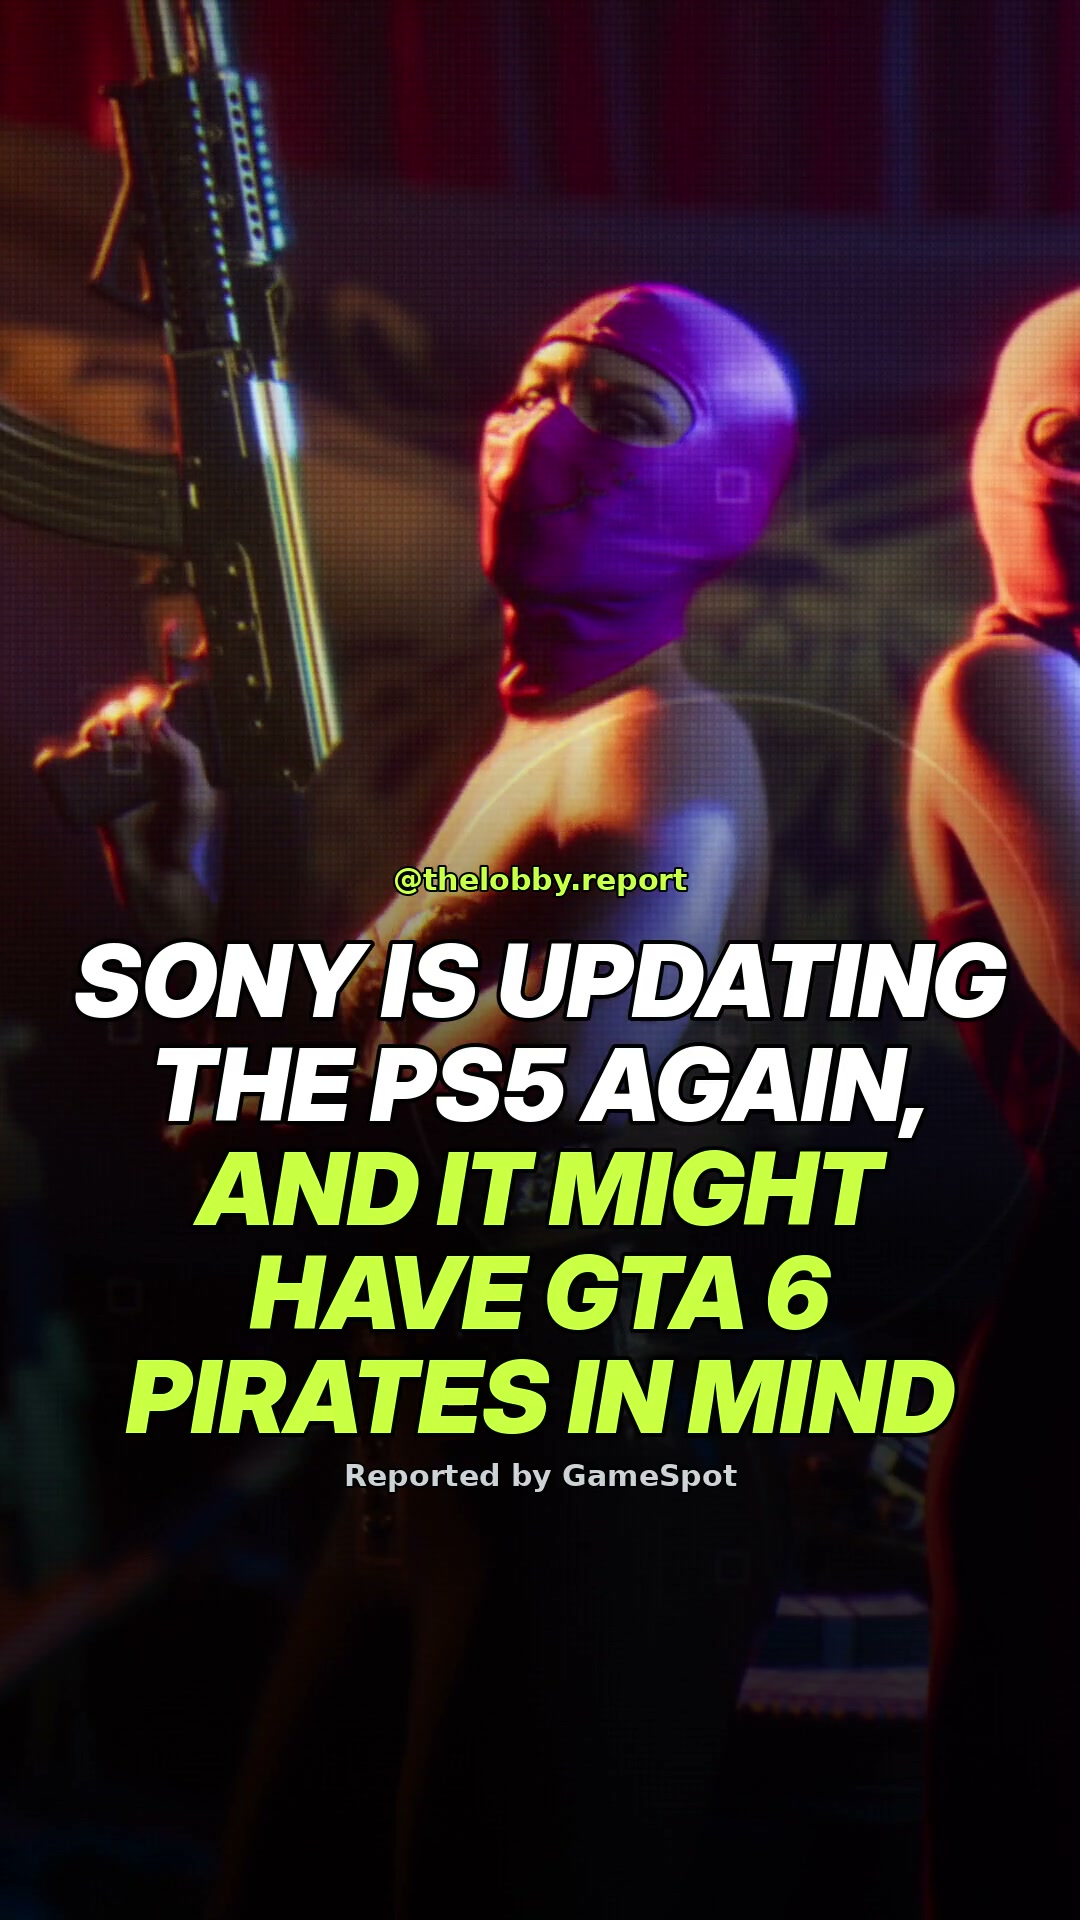 @thelobby.report
SONY IS UPDATING
THE PS5 AGAIN,
AND IT MIGHT
HAVE GTA 6
PIRATES IN MIND
Reported by GameSpot